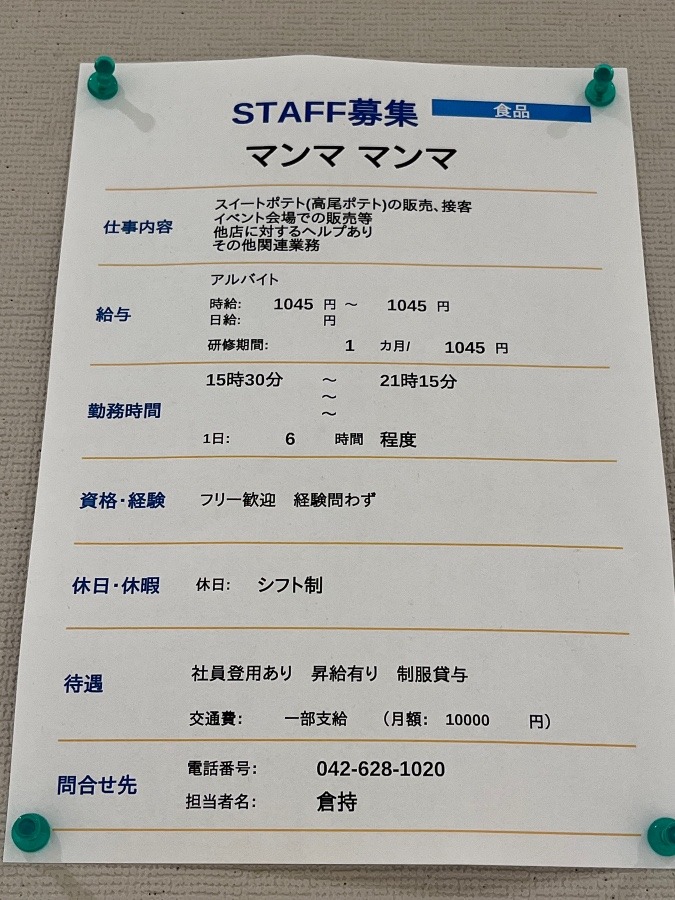 STAFF募集 食品
マンマ マンマ
仕事内容 スイートポテト(高尾ポテト)の販売、接客
イベント会場での販売等
他店に対するヘルプあり
その他関連業務
給与 アルバイト
時給: 1045 円 ～ 1045 円
日給: 円
研修期間: 1 カ月/ 1045 円
勤務時間 15時30分 ～ 21時15分
～
～
1日: 6 時間 程度
資格・経験 フリー歓迎 経験問わず
休日・休暇 休日: シフト制
待遇 社員登用あり 昇給有り 制服貸与
交通費: 一部支給 （月額: 10000 円）
問合せ先 電話番号: 042-628-1020
担当者名: 倉持